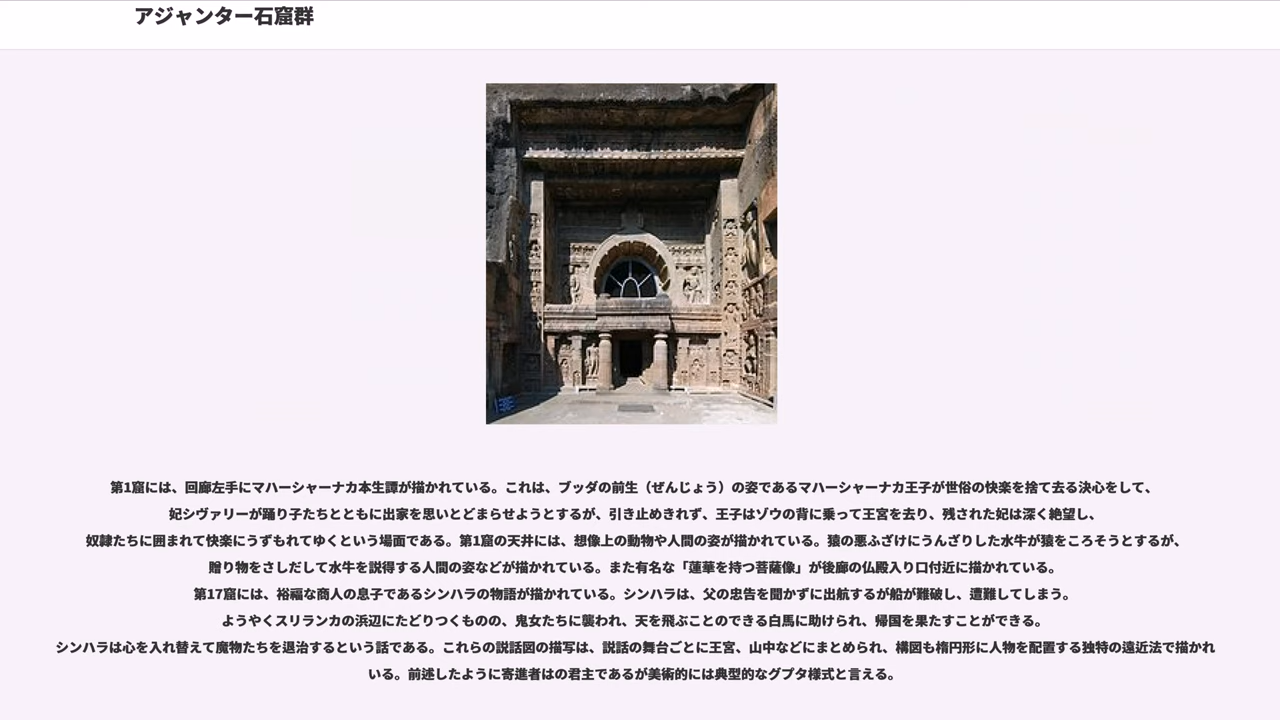 アジャンター石窟群
第1窟には、回廊左手にマハーシャーナカ本生譚が描かれている。これは、ブッダの前生（ぜんじょう）の姿であるマハーシャーナカ王子が世俗の快楽を捨て去る決心をして、
妃シヴァリーが踊り子たちとともに出家を思いとどまらせようとするが、引き止めきれず、王子はゾウの背に乗って王宮を去り、残された妃は深く絶望し、
奴隷たちに囲まれて快楽にうずもれてゆくという場面である。第1窟の天井には、想像上の動物や人間の姿が描かれている。猿の悪ふざけにうんざりした水牛が猿をころそうとするが、
贈り物をさしだして水牛を説得する人間の姿などが描かれている。また有名な「蓮華を持つ菩薩像」が後廊の仏殿入り口付近に描かれている。
第17窟には、裕福な商人の息子であるシンハラの物語が描かれている。シンハラは、父の忠告を聞かずに出航するが船が難破し、遭難してしまう。
ようやくスリランカの浜辺にたどりつくものの、鬼女たちに襲われ、天を飛ぶことのできる白馬に助けられ、帰国を果たすことができる。
シンハラは心を入れ替えて魔物たちを退治するという話である。これらの説話図の描写は、説話の舞台ごとに王宮、山中などにまとめられ、構図も楕円形に人物を配置する独特の遠近法で描かれ
いる。前述したように寄進者はの君主であるが美術的には典型的なグプタ様式と言える。